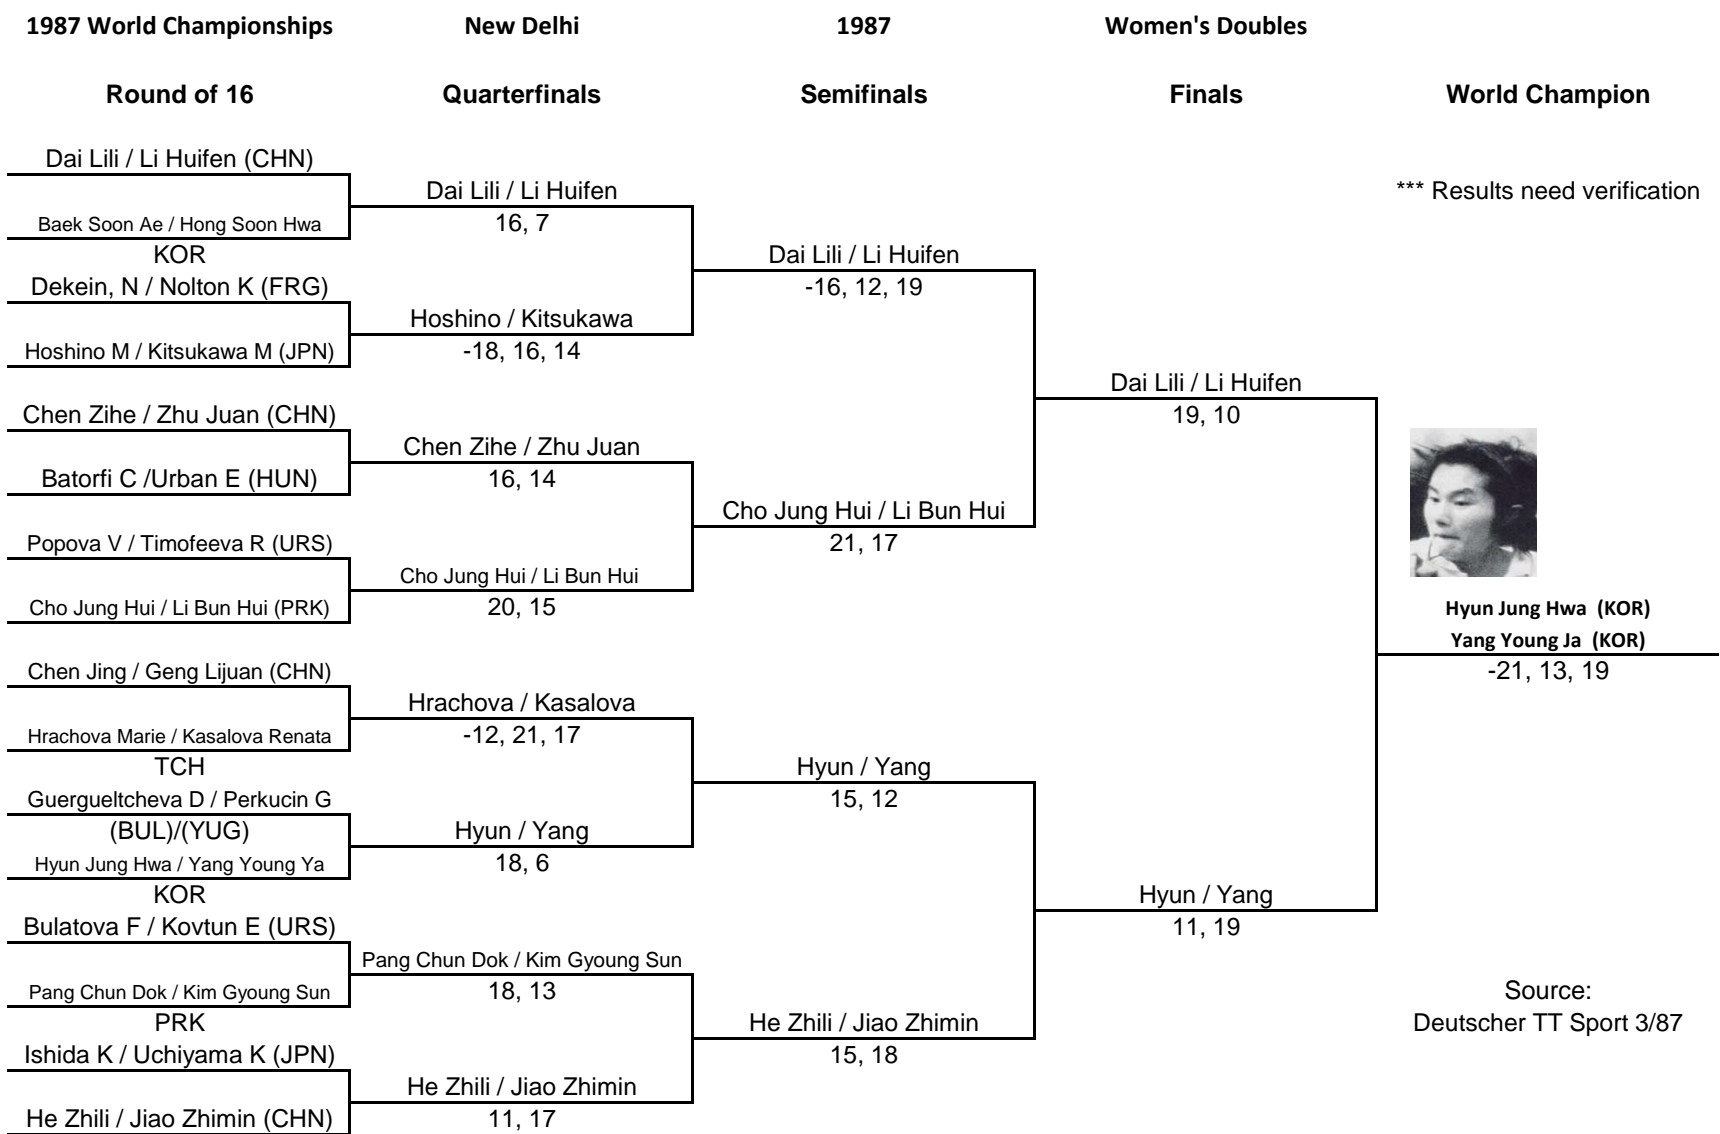 1987 World Championships
New Delhi
1987
Women's Doubles
Round of 16
Quarterfinals
Semifinals
Finals
World Champion
Dai Lili / Li Huifen (CHN)
Baek Soon Ae / Hong Soon Hwa
KOR
Dekein, N / Nolton K (FRG)
Hoshino M / Kitsukawa M (JPN)
Chen Zihe / Zhu Juan (CHN)
Batorfi C /Urban E (HUN)
Popova V / Timofeeva R (URS)
Cho Jung Hui / Li Bun Hui (PRK)
Chen Jing / Geng Lijuan (CHN)
Hrachova Marie / Kasalova Renata
TCH
Guergueltcheva D / Perkucin G
(BUL)/(YUG)
Hyun Jung Hwa / Yang Young Ya
KOR
Bulatova F / Kovtun E (URS)
Pang Chun Dok / Kim Gyoung Sun
PRK
Ishida K / Uchiyama K (JPN)
He Zhili / Jiao Zhimin (CHN)
Dai Lili / Li Huifen
16, 7
Hoshino / Kitsukawa
-18, 16, 14
Chen Zihe / Zhu Juan
16, 14
Cho Jung Hui / Li Bun Hui
20, 15
Hrachova / Kasalova
-12, 21, 17
Hyun / Yang
18, 6
Pang Chun Dok / Kim Gyoung Sun
18, 13
He Zhili / Jiao Zhimin
11, 17
Dai Lili / Li Huifen
-16, 12, 19
Cho Jung Hui / Li Bun Hui
21, 17
Hyun / Yang
15, 12
He Zhili / Jiao Zhimin
15, 18
Dai Lili / Li Huifen
19, 10
Hyun / Yang
11, 19
*** Results need verification
Hyun Jung Hwa (KOR)
Yang Young Ja (KOR)
-21, 13, 19
Source:
Deutscher TT Sport 3/87